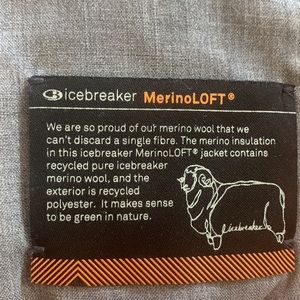 icebreaker MerinoLOFT®
We are so proud of our merino wool that we
can't discard a single fibre. The merino insulation
in this icebreaker MerinoLOFT® jacket contains
recycled pure icebreaker
merino wool, and the
exterior is recycled
polyester. It makes sense
to be green in nature.
Icebreaker